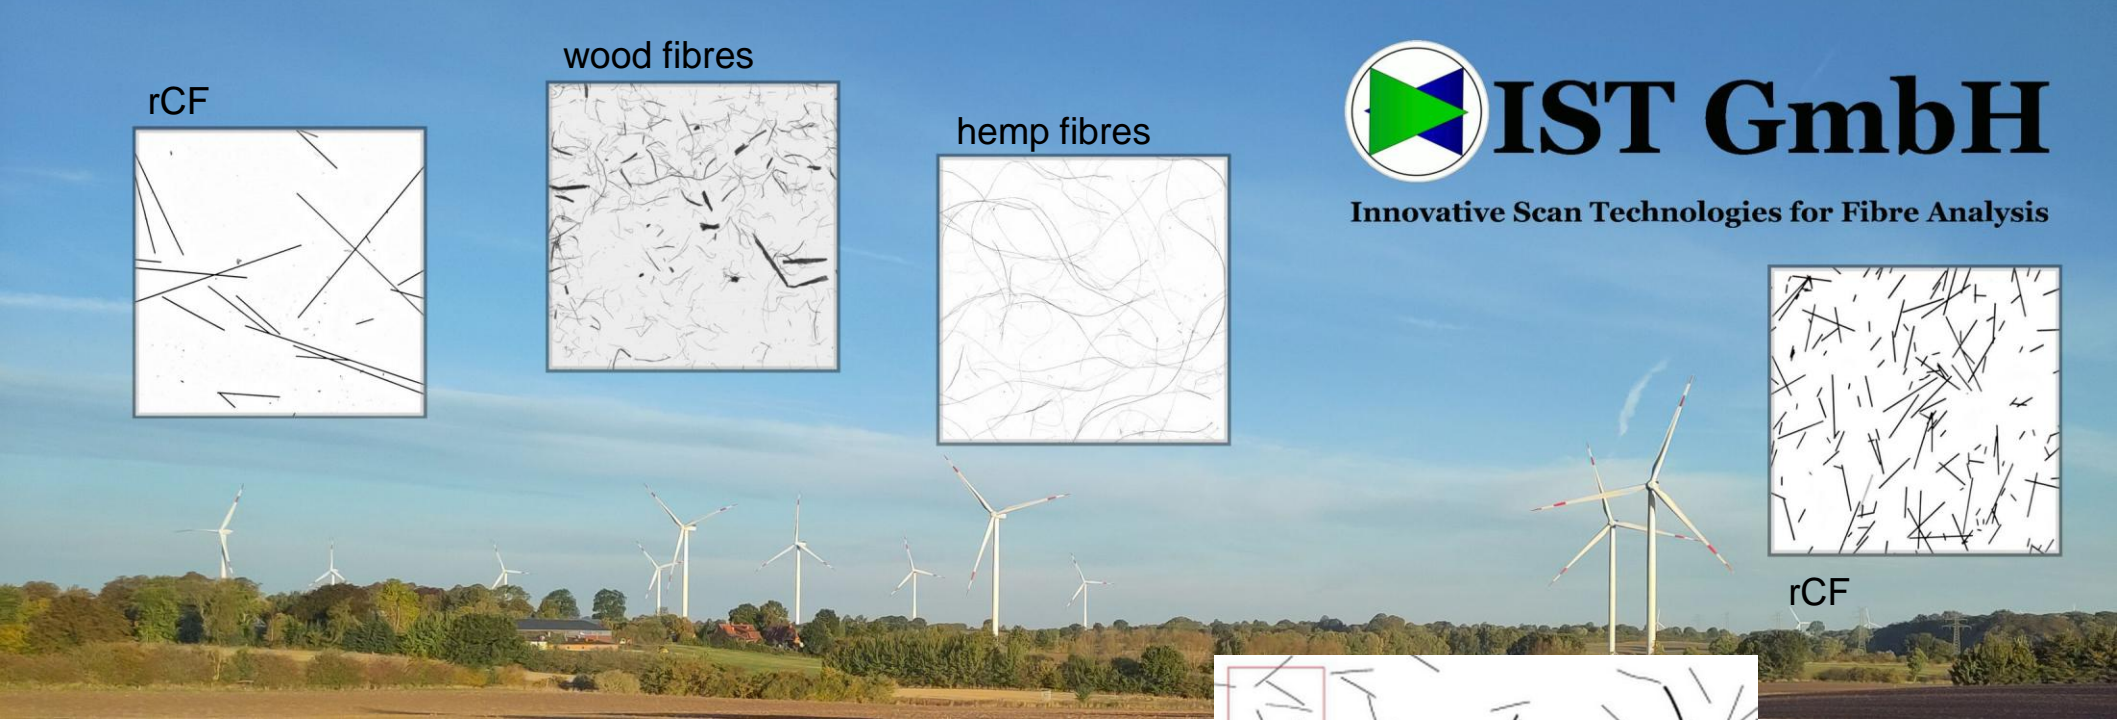 wood fibres
rCF
hemp fibres
IST GmbH
Innovative Scan Technologies for Fibre Analysis
rCF